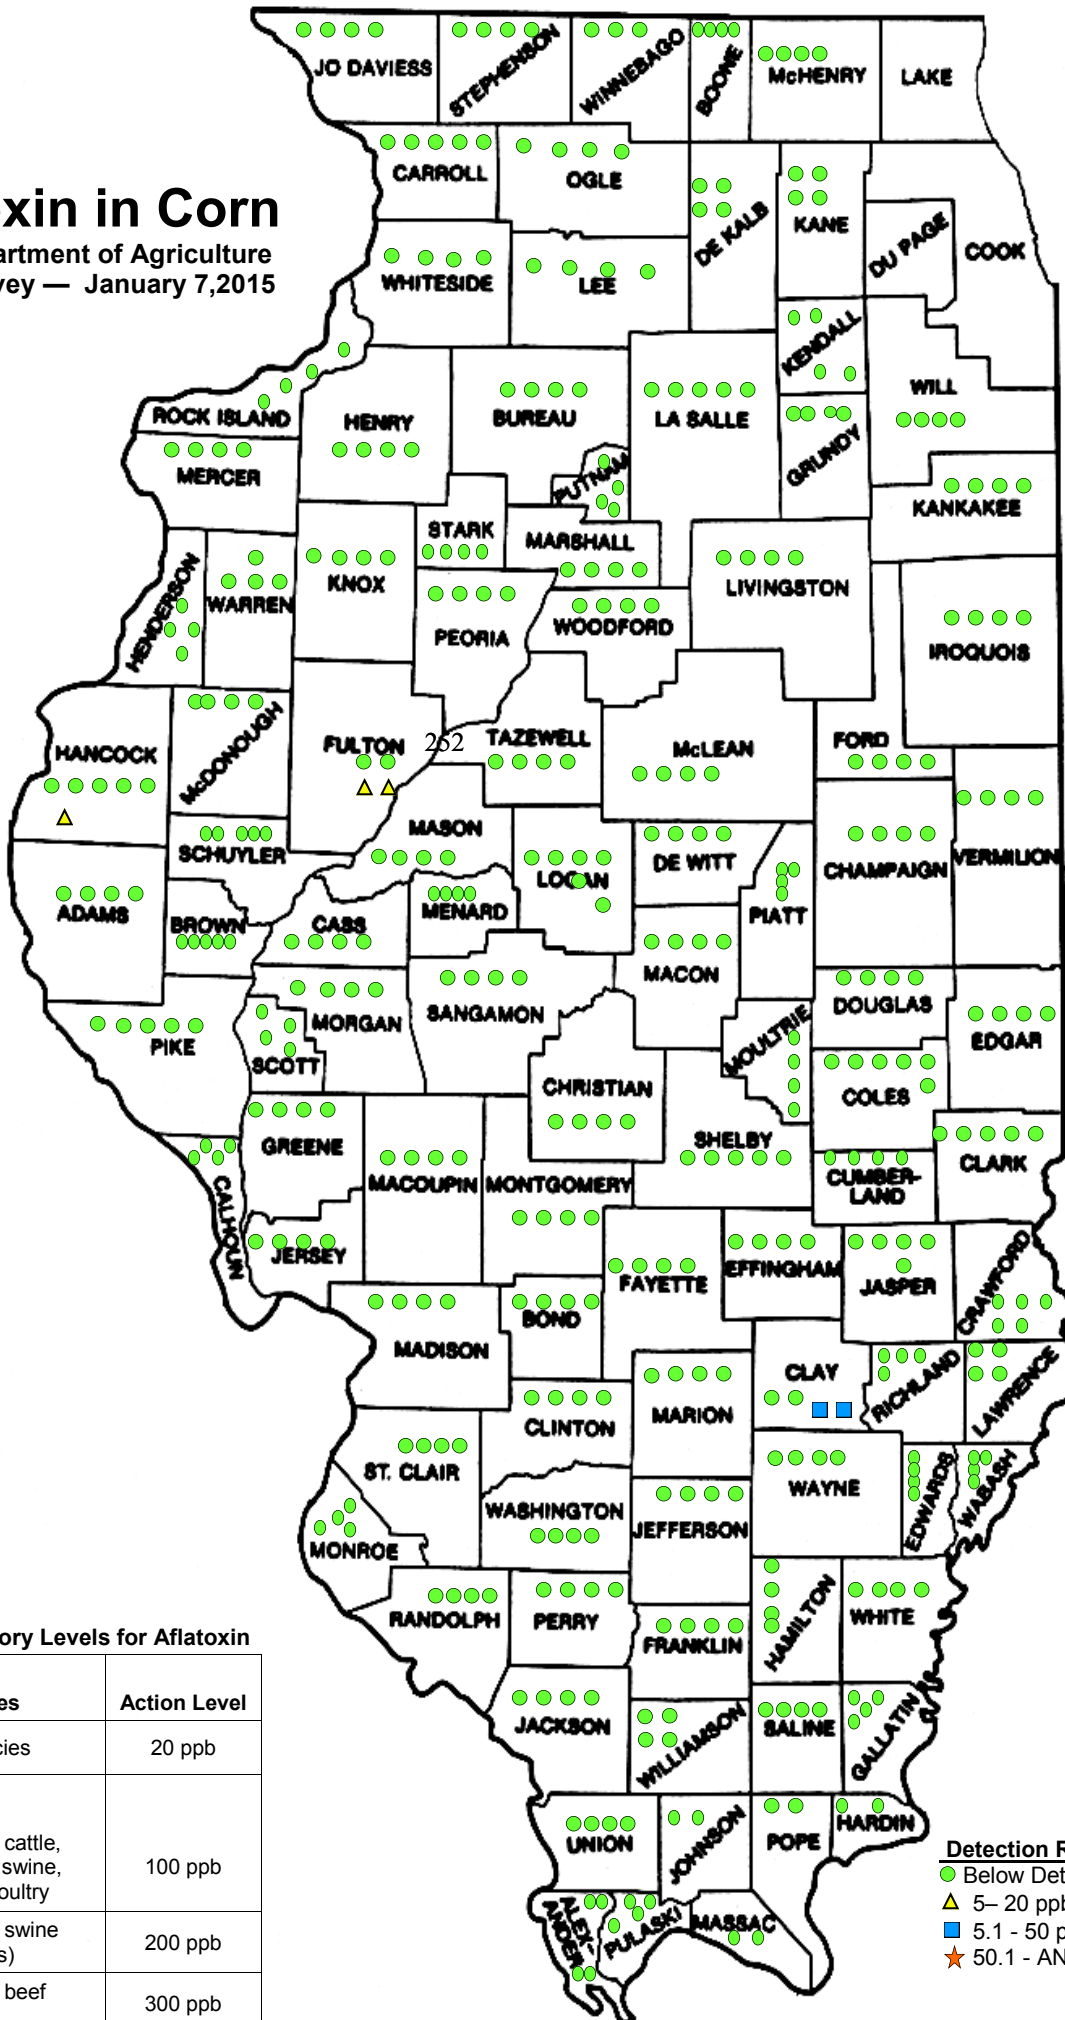 xin in Corn
artment of Agriculture
vey — January 7,2015
JO DAVIESS
STEPHENSON
WINNEBAGO
BOONE
McHENRY
LAKE
CARROLL
OGLE
DE KALB
KANE
DU PAGE
COOK
WHITESIDE
LEE
KENDALL
WILL
ROCK ISLAND
HENRY
BUREAU
LA SALLE
GRUNDY
MERCER
PUTNAM
KANKAKEE
STARK
MARSHALL
HENDERSON
WARREN
KNOX
PEORIA
WOODFORD
LIVINGSTON
IROQUOIS
HANCOCK
McDONOUGH
FULTON
262
TAZEWELL
McLEAN
FORD
SCHUYLER
MASON
LOGAN
DE WITT
CHAMPAIGN
VERMILION
ADAMS
BROWN
CASS
MENARD
PIATT
MACON
PIKE
SCOTT
MORGAN
SANGAMON
MOULTRIE
DOUGLAS
EDGAR
CHRISTIAN
COLES
GREENE
SHELBY
CALHOUN
MACOUPIN
MONTGOMERY
CUMBER-
LAND
CLARK
JERSEY
FAYETTE
EFFINGHAM
JASPER
CRAWFORD
MADISON
BOND
CLAY
RICHLAND
LAWRENCE
CLINTON
MARION
ST. CLAIR
WAYNE
EDWARDS
WABASH
WASHINGTON
JEFFERSON
MONROE
RANDOLPH
PERRY
FRANKLIN
HAMILTON
WHITE
JACKSON
WILLIAMSON
SALINE
GALLATIN
UNION
JOHNSON
POPE
HARDIN
ALEX-
ANDER
PULASKI
MASSAC
ory Levels for Aflatoxin
es Action Level
cies 20 ppb
cattle,
swine,
oultry
100 ppb
swine
s)
200 ppb
beef
300 ppb
Detection R
Below Det
5– 20 ppb
5.1 - 50 p
50.1 - AN